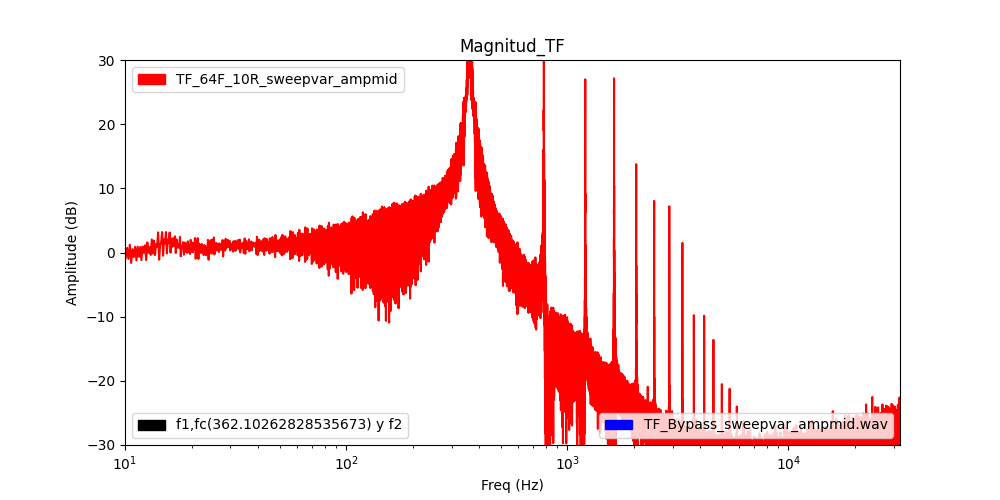 Magnitud_TF
TF_64F_10R_sweepvar_ampmid
30
20
10
0
−10
−20
−30
Amplitude (dB)
f1,fc(362.10262828535673) y f2
TF_Bypass_sweepvar_ampmid.wav
10¹
10²
10³
10⁴
Freq (Hz)